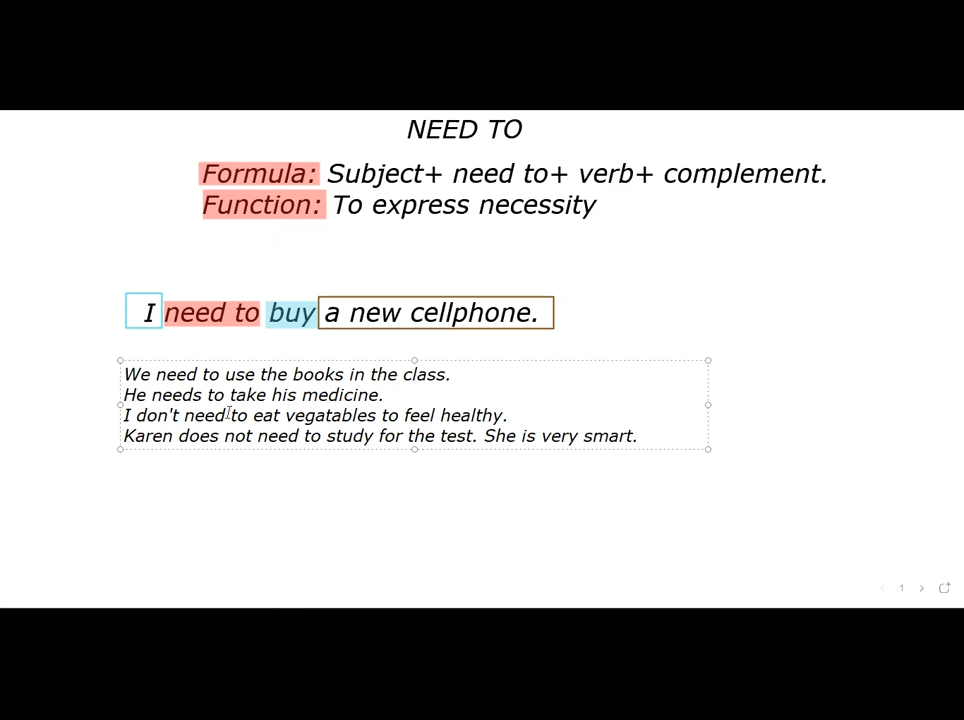 NEED TO
Formula: Subject+ need to+ verb+ complement.
Function: To express necessity
I need to buy a new cellphone.
We need to use the books in the class.
He needs to take his medicine.
I don't need to eat vegatables to feel healthy.
Karen does not need to study for the test. She is very smart.
1